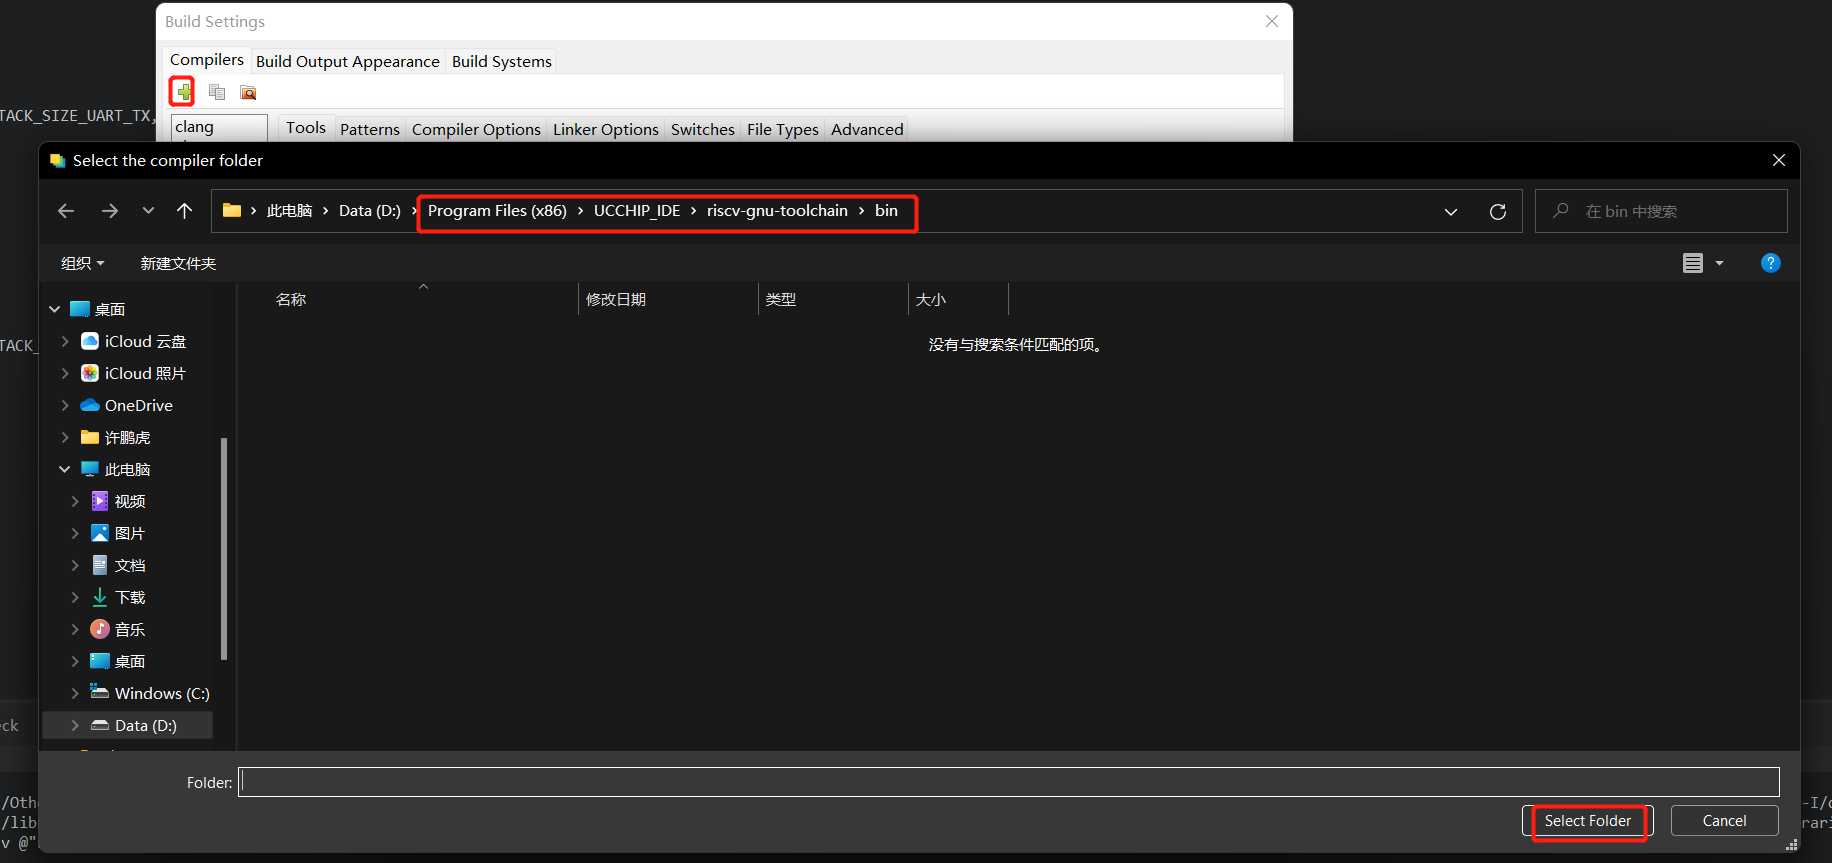 Build Settings
Compilers Build Output Appearance Build Systems
TACK_SIZE_UART_TX,
clang Tools Patterns Compiler Options Linker Options Switches File Types Advanced
Select the compiler folder
此电脑 Data (D:) Program Files (x86) UCCHIP_IDE riscv-gnu-toolchain bin 在 bin 中搜索
组织 新建文件夹
名称 修改日期 类型 大小
桌面
iCloud 云盘
TACK_
没有与搜索条件匹配的项。
iCloud 照片
OneDrive
许鹏虎
此电脑
视频
图片
文档
下载
音乐
桌面
Windows (C:)
eck
Data (D:)
Folder:
/Oth
-I/
/lib
Select Folder Cancel
rari
v @"